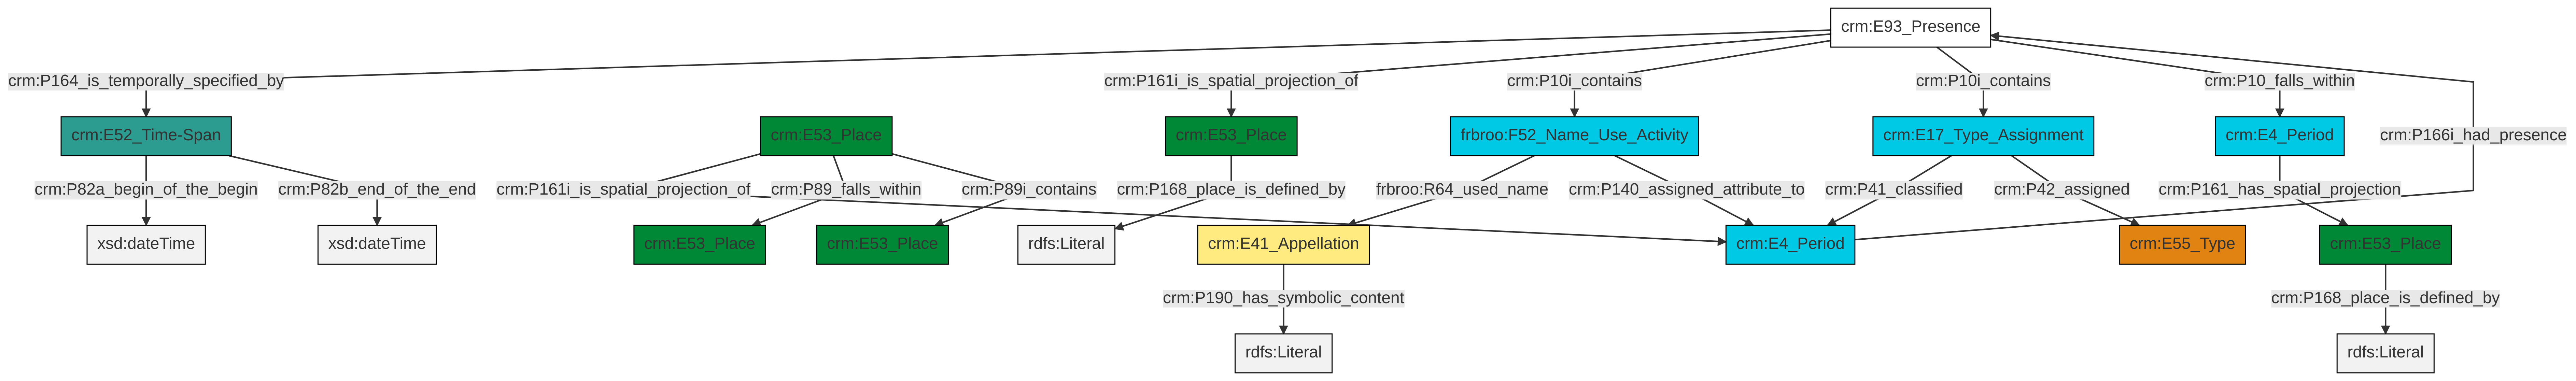 crm:E93_Presence
crm:P164_is_temporally_specified_by
crm:P161i_is_spatial_projection_of
crm:P10i_contains
crm:P10i_contains
crm:P10_falls_within
crm:E52_Time-Span
crm:E53_Place
crm:E53_Place
frbroo:F52_Name_Use_Activity
crm:E17_Type_Assignment
crm:E4_Period
crm:P166i_had_presence
crm:P82a_begin_of_the_begin
crm:P82b_end_of_the_end
crm:P161i_is_spatial_projection_of
crm:P89_falls_within
crm:P89i_contains
crm:P168_place_is_defined_by
frbroo:R64_used_name
crm:P140_assigned_attribute_to
crm:P41_classified
crm:P42_assigned
crm:P161_has_spatial_projection
xsd:dateTime
xsd:dateTime
crm:E53_Place
crm:E53_Place
rdfs:Literal
crm:E41_Appellation
crm:E4_Period
crm:E55_Type
crm:E53_Place
crm:P190_has_symbolic_content
crm:P168_place_is_defined_by
rdfs:Literal
rdfs:Literal